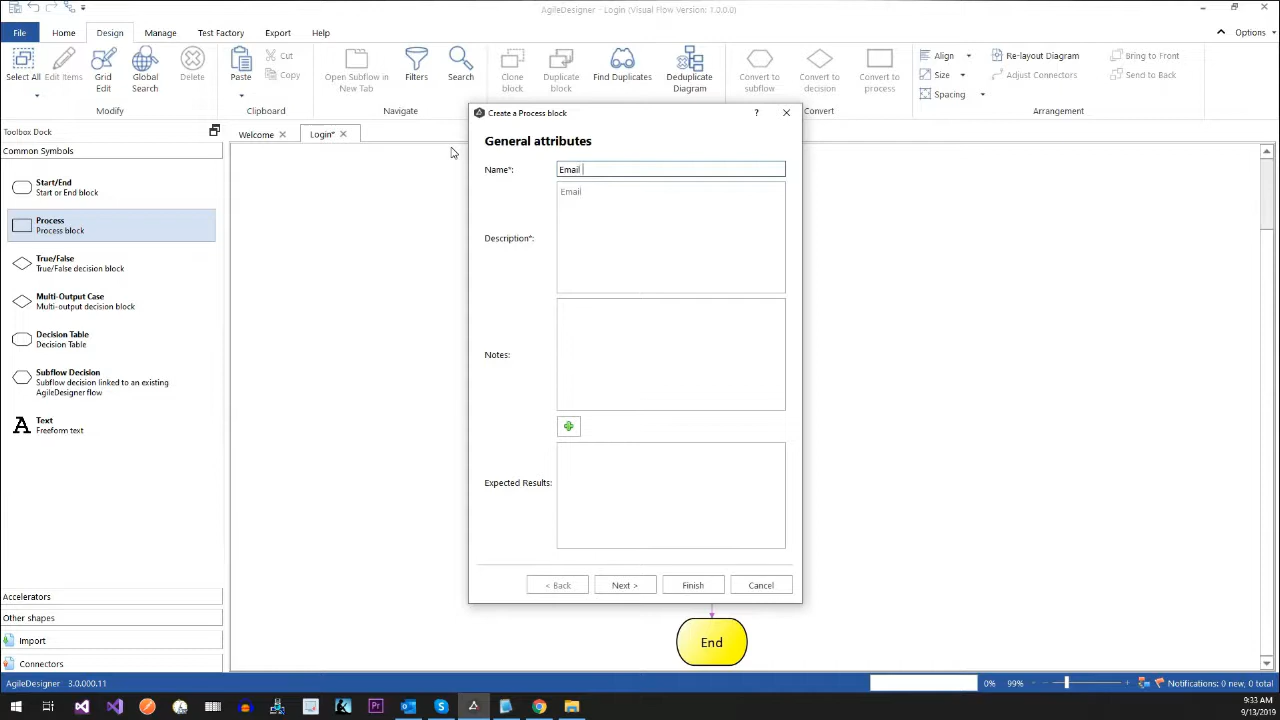 AgileDesigner - Login (Visual Flow Version: 1.0.0.0)
File Home Design Manage Test Factory Export Help Options
Select All Edit Items Grid Edit Global Search Delete
Modify
Paste Cut Copy
Clipboard
Open Subflow in New Tab Filters Search
Navigate
Clone block Duplicate block Find Duplicates Deduplicate Diagram
Convert to subflow Convert to decision Convert to process
Convert
Align Size Spacing Re-layout Diagram Adjust Connectors Bring to Front Send to Back
Arrangement
Toolbox Dock
Welcome Login*
Common Symbols
Start/End
Start or End block
Process
Process block
True/False
True/False decision block
Multi-Output Case
Multi-output decision block
Decision Table
Decision Table
Subflow Decision
Subflow decision linked to an existing
AgileDesigner flow
A Text
Freeform text
Accelerators
Other shapes
Import
Connectors
Create a Process block ?
General attributes
Name*: Email
Email
Description*:
Notes:
Expected Results:
< Back Next > Finish Cancel
End
AgileDesigner 3.0.000.11 0% 99% Notifications: 0 new, 0 total
9:33 AM
9/13/2019